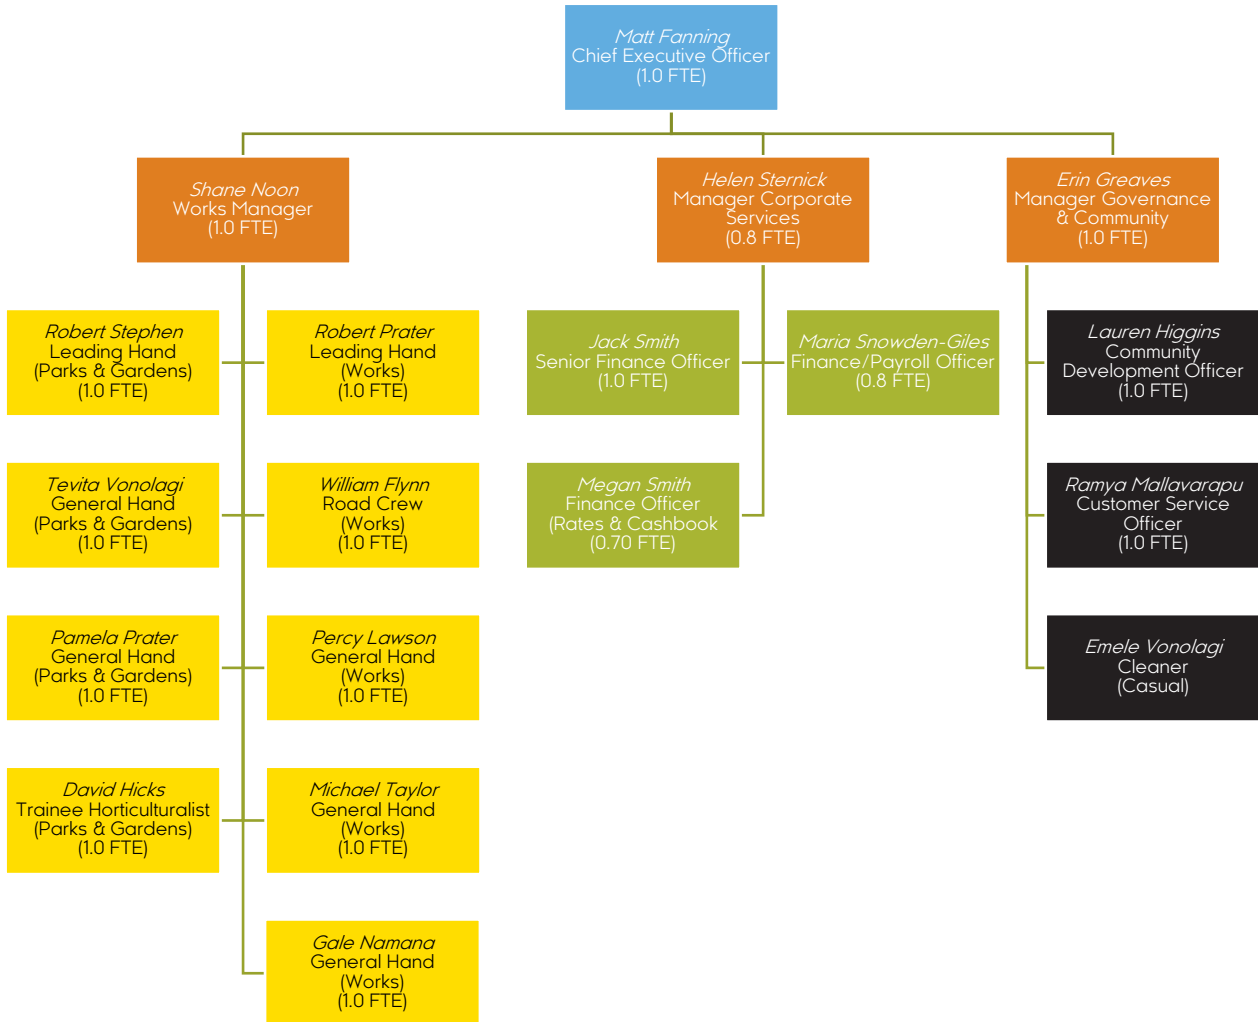 Matt Fanning
Chief Executive Officer
(1.0 FTE)
Shane Noon
Works Manager
(1.0 FTE)
Helen Sternick
Manager Corporate
Services
(0.8 FTE)
Erin Greaves
Manager Governance
& Community
(1.0 FTE)
Robert Stephen
Leading Hand
(Parks & Gardens)
(1.0 FTE)
Robert Prater
Leading Hand
(Works)
(1.0 FTE)
Jack Smith
Senior Finance Officer
(1.0 FTE)
Maria Snowden-Giles
Finance/Payroll Officer
(0.8 FTE)
Lauren Higgins
Community
Development Officer
(1.0 FTE)
Tevita Vonolagi
General Hand
(Parks & Gardens)
(1.0 FTE)
William Flynn
Road Crew
(Works)
(1.0 FTE)
Megan Smith
Finance Officer
(Rates & Cashbook
(0.70 FTE)
Ramya Mallavarapu
Customer Service
Officer
(1.0 FTE)
Pamela Prater
General Hand
(Parks & Gardens)
(1.0 FTE)
Percy Lawson
General Hand
(Works)
(1.0 FTE)
Emele Vonolagi
Cleaner
(Casual)
David Hicks
Trainee Horticulturalist
(Parks & Gardens)
(1.0 FTE)
Michael Taylor
General Hand
(Works)
(1.0 FTE)
Gale Namana
General Hand
(Works)
(1.0 FTE)